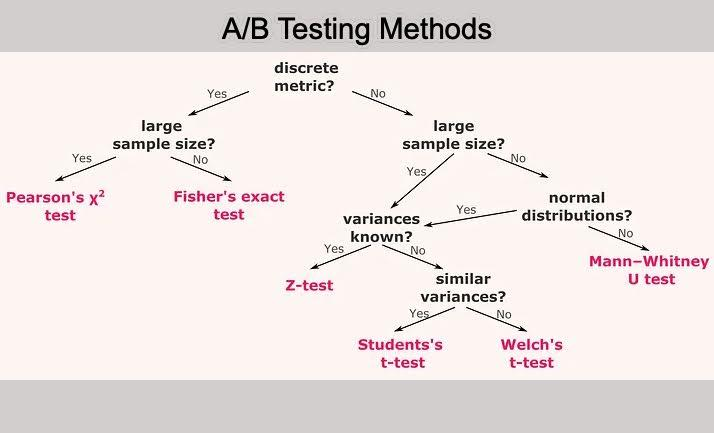 A/B Testing Methods
discrete
metric?
Yes
No
large
sample size?
large
sample size?
Yes
No
Yes
No
Pearson's χ²
test
Fisher's exact
test
normal
distributions?
Yes
No
variances
known?
Mann–Whitney
U test
Yes
No
Z-test
similar
variances?
Yes
No
Students's
t-test
Welch's
t-test